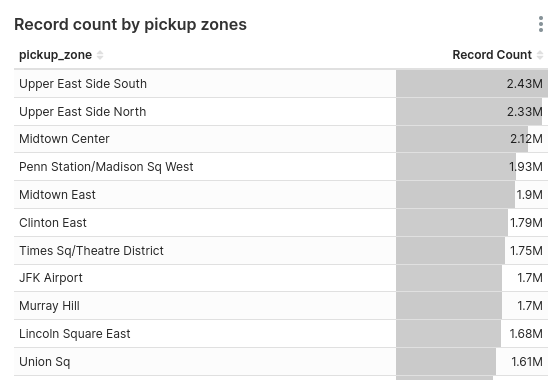 Record count by pickup zones
pickup_zone Record Count
Upper East Side South 2.43M
Upper East Side North 2.33M
Midtown Center 2.12M
Penn Station/Madison Sq West 1.93M
Midtown East 1.9M
Clinton East 1.79M
Times Sq/Theatre District 1.75M
JFK Airport 1.7M
Murray Hill 1.7M
Lincoln Square East 1.68M
Union Sq 1.61M